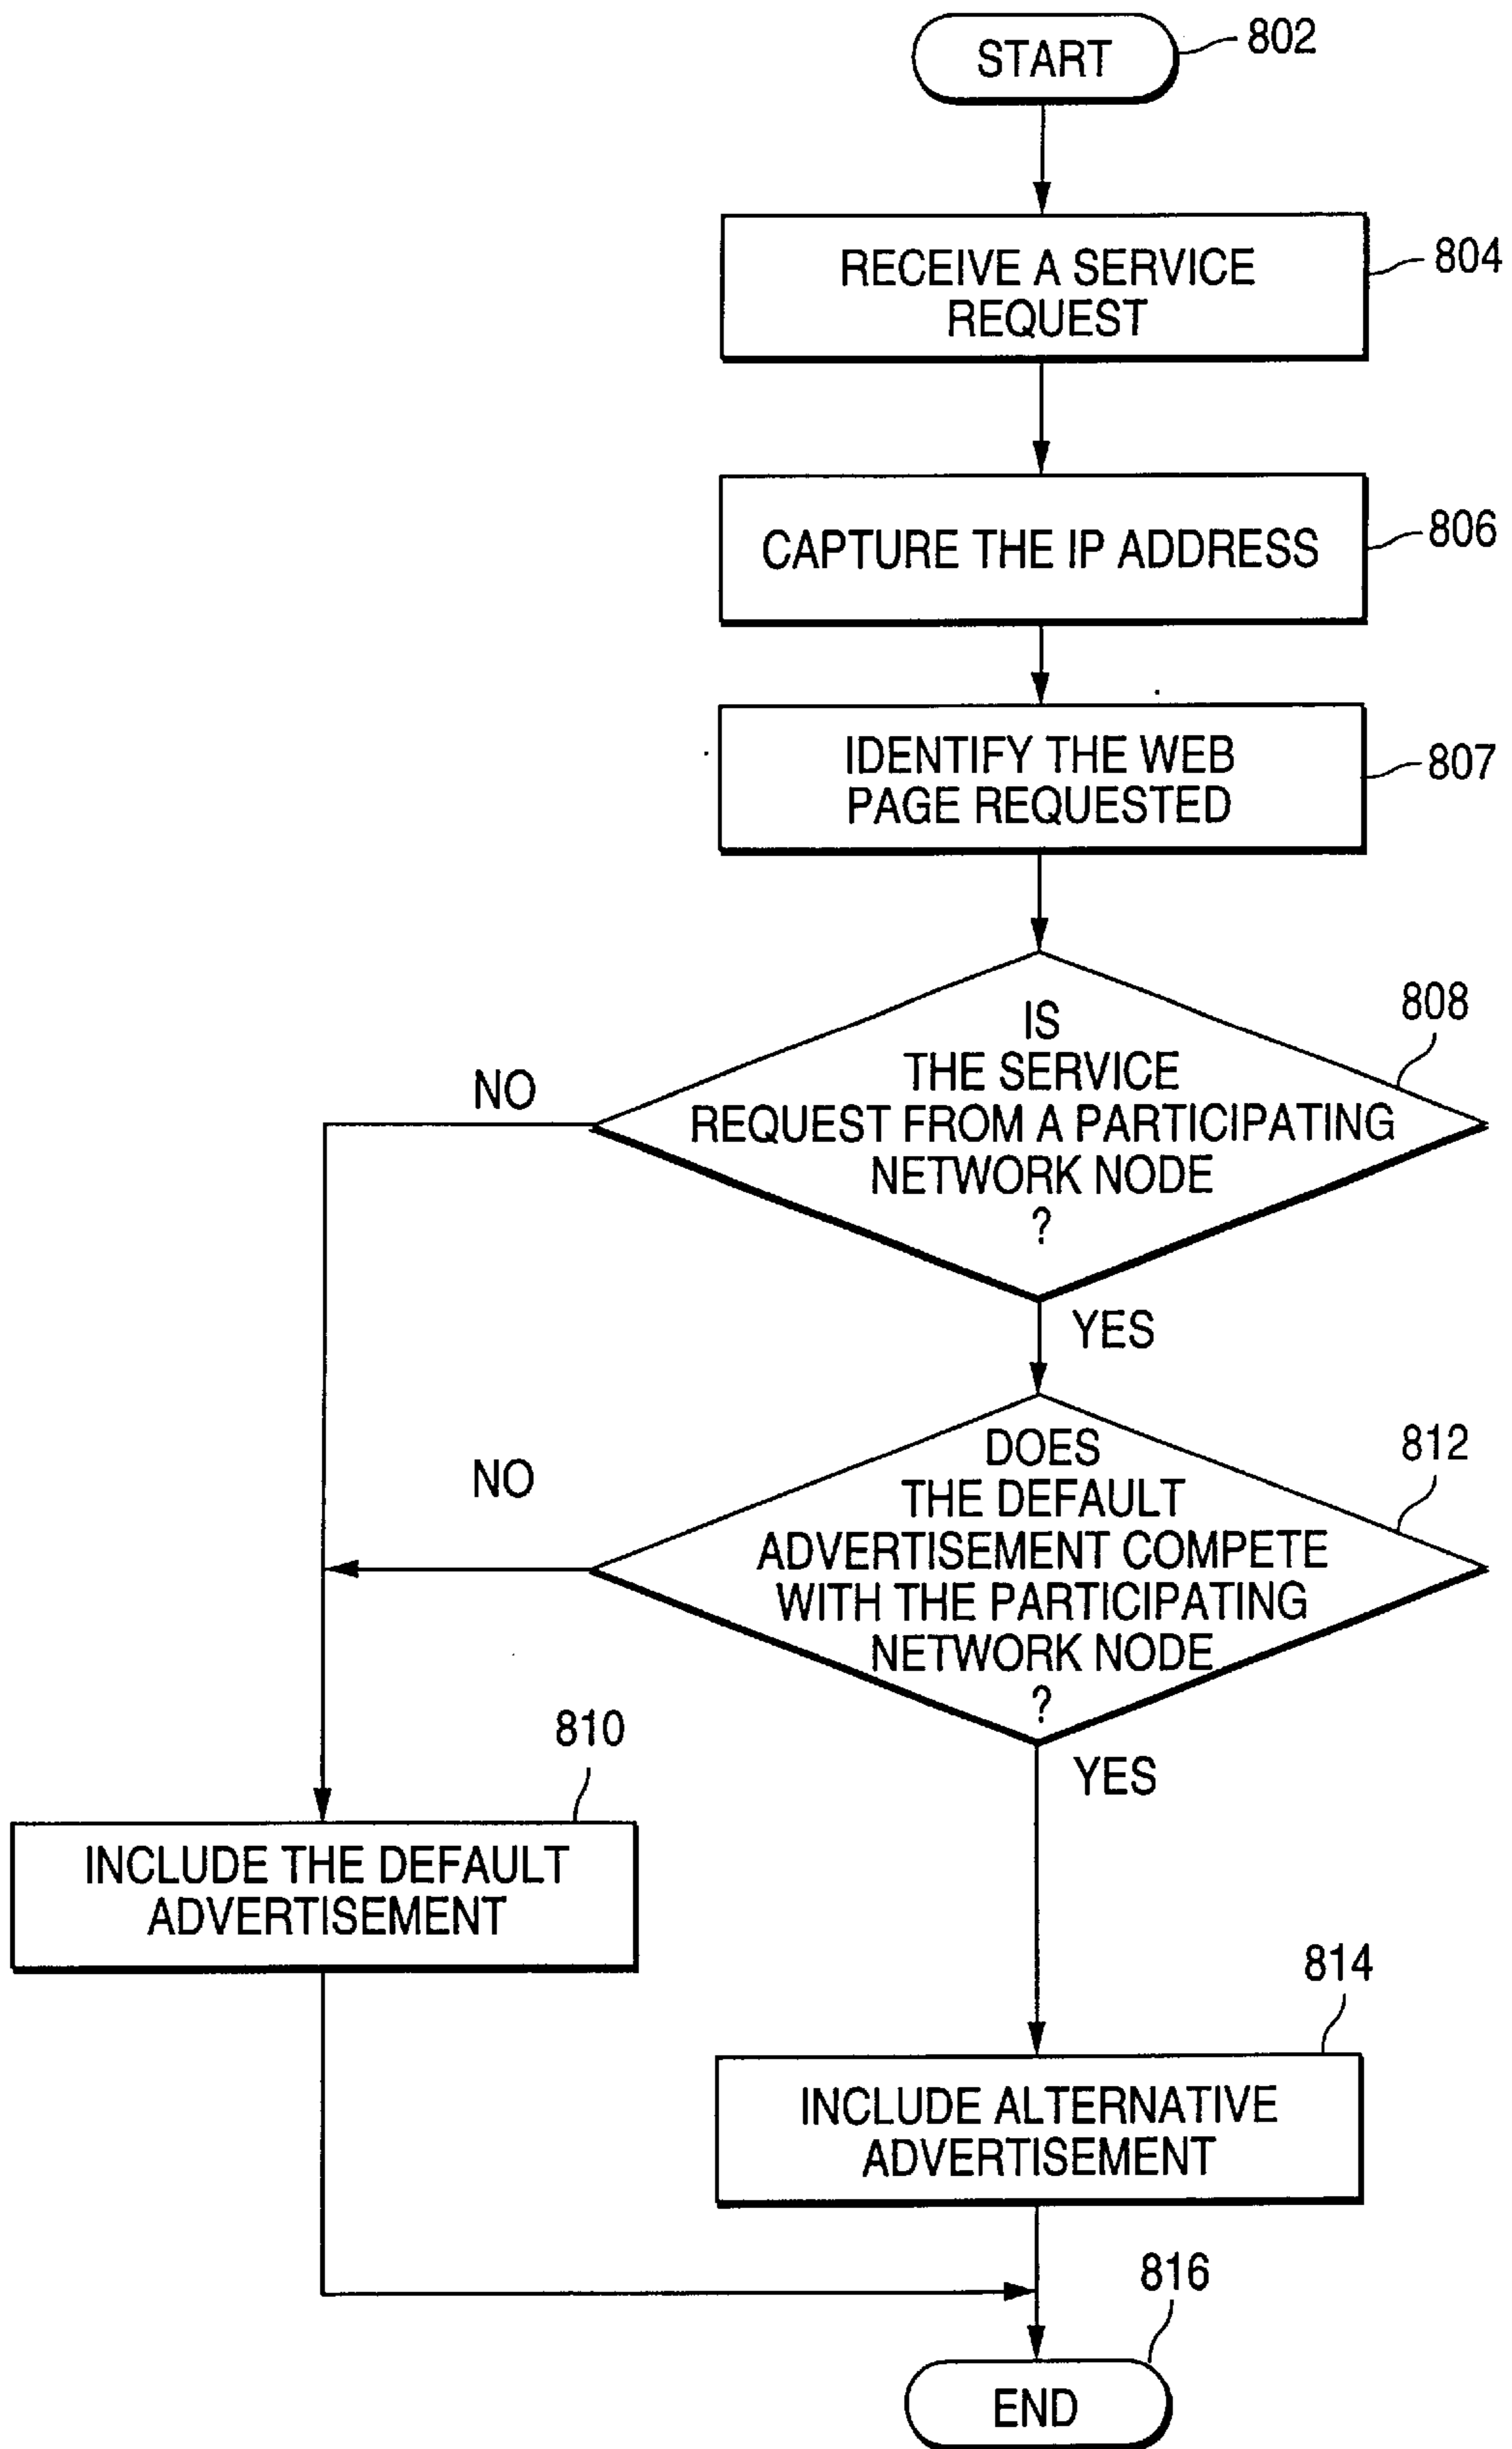 START
802
RECEIVE A SERVICE
REQUEST
804
CAPTURE THE IP ADDRESS
806
IDENTIFY THE WEB
PAGE REQUESTED
807
IS
THE SERVICE
REQUEST FROM A PARTICIPATING
NETWORK NODE
?
808
NO
YES
DOES
THE DEFAULT
ADVERTISEMENT COMPETE
WITH THE PARTICIPATING
NETWORK NODE
?
812
NO
YES
810
INCLUDE THE DEFAULT
ADVERTISEMENT
814
INCLUDE ALTERNATIVE
ADVERTISEMENT
816
END